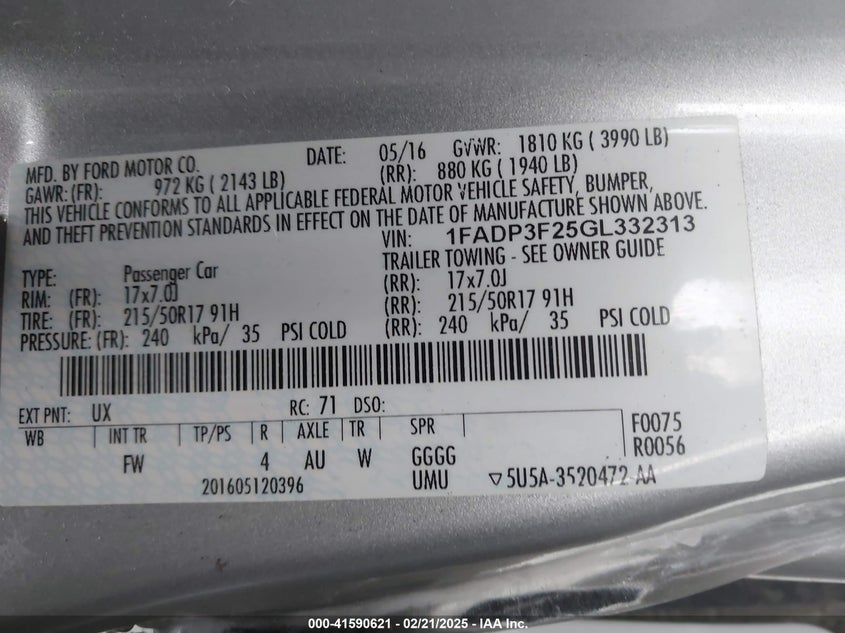 MFD. BY FORD MOTOR CO. DATE: 05/16 GVWR: 1810 KG ( 3990 LB)
GAWR: (FR): 972 KG ( 2143 LB) (RR): 880 KG ( 1940 LB)
THIS VEHICLE CONFORMS TO ALL APPLICABLE FEDERAL MOTOR VEHICLE SAFETY, BUMPER,
AND THEFT PREVENTION STANDARDS IN EFFECT ON THE DATE OF MANUFACTURE SHOWN ABOVE.
VIN: 1FADP3F25GL332313
TYPE: Passenger Car TRAILER TOWING - SEE OWNER GUIDE
RIM: (FR): 17x7.0J (RR): 17x7.0J
TIRE: (FR): 215/50R17 91H (RR): 215/50R17 91H
PRESSURE: (FR): 240 kPa/ 35 PSI COLD (RR): 240 kPa/ 35 PSI COLD
EXT PNT: UX RC: 71 DSO:
WB INT TR TP/PS R AXLE TR SPR F0075
FW 4 AU W GGGG R0056
201605120396 UMU ▽5U5A-3520472-AA
000-41590621 - 02/21/2025 - IAA Inc.